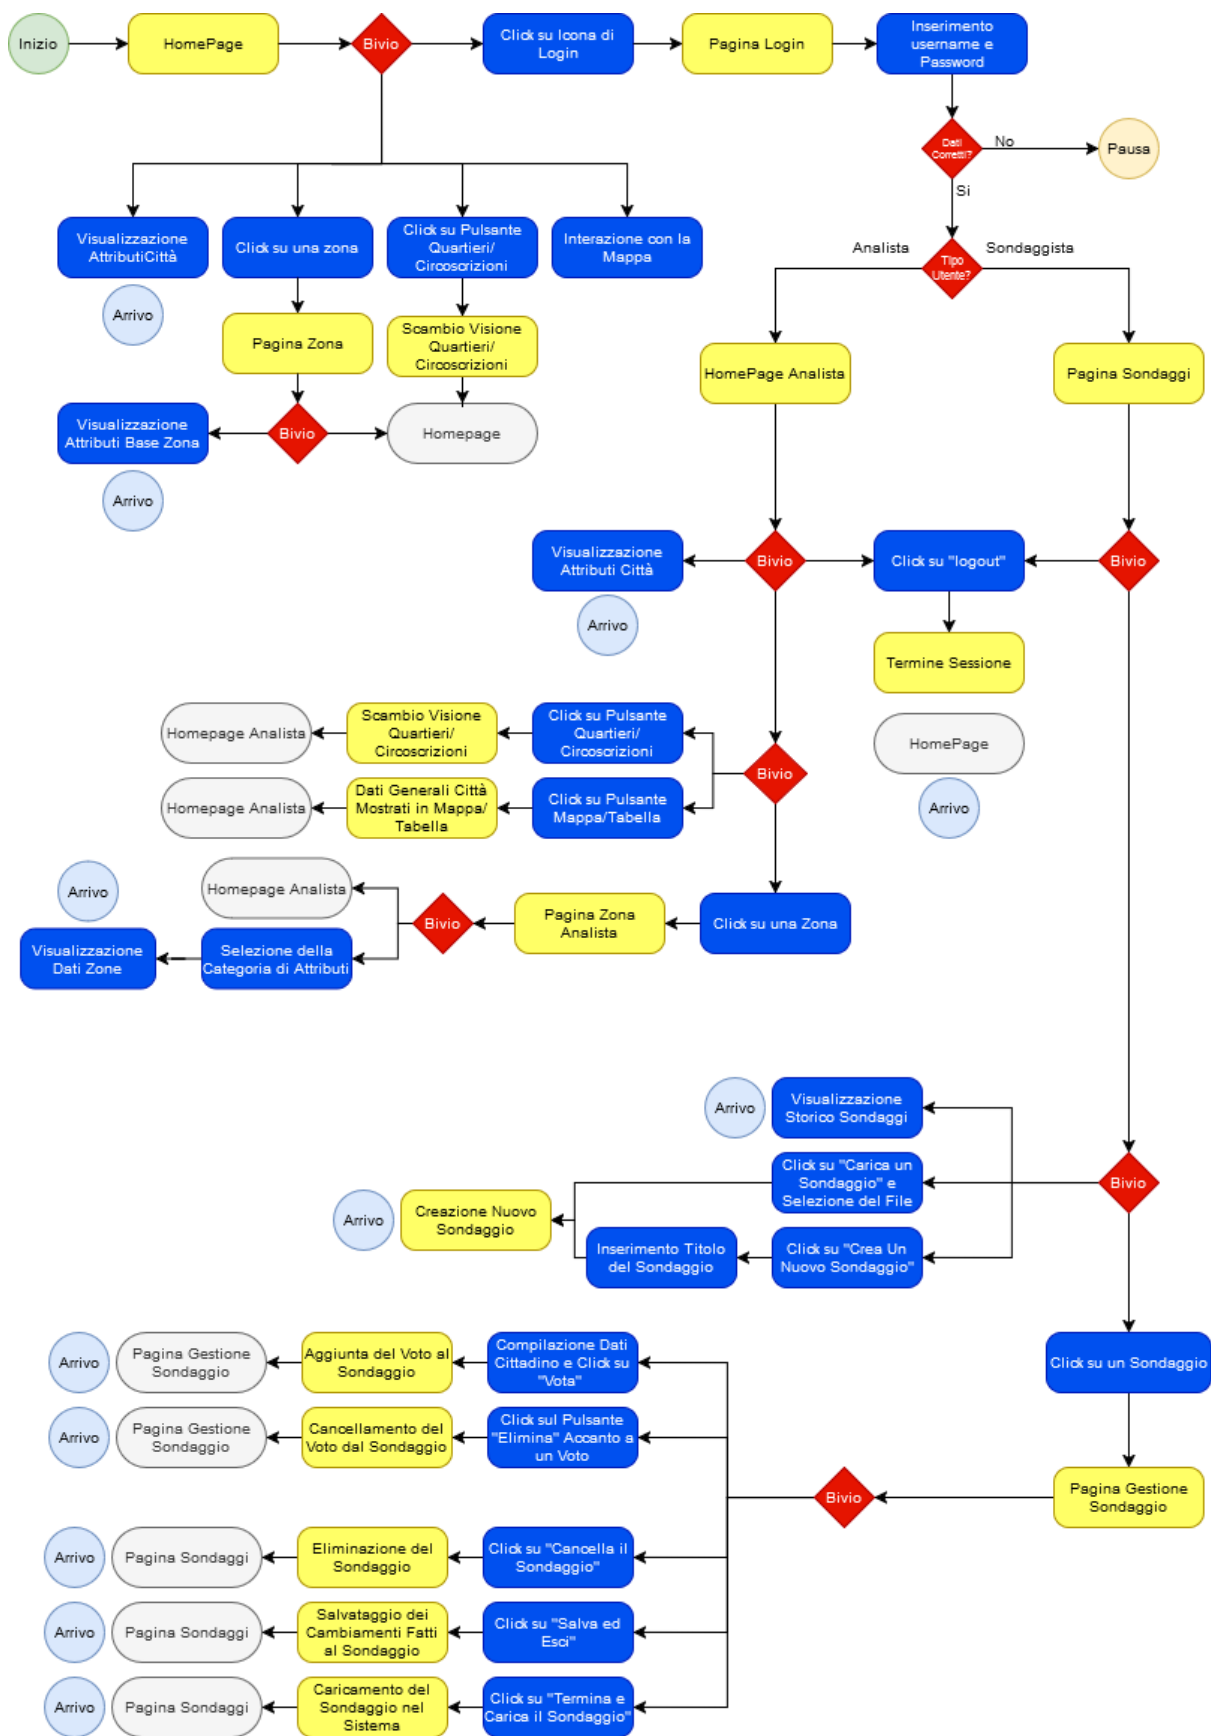 Inizio
HomePage
Bivio
Click su Icona di
Login
Pagina Login
Inserimento
username e
Password
Dati
Corretti?
No
Pausa
Si
Visualizzazione
AttributiCittà
Click su una zona
Click su Pulsante
Quartieri/
Circoscrizioni
Interazione con la
Mappa
Analista
Tipo
Utente?
Sondaggista
Arrivo
Pagina Zona
Scambio Visione
Quartieri/
Circoscrizioni
HomePage Analista
Pagina Sondaggi
Visualizzazione
Attributi Base Zona
Bivio
Homepage
Arrivo
Visualizzazione
Attributi Città
Bivio
Click su "logout"
Bivio
Arrivo
Termine Sessione
Homepage Analista
Scambio Visione
Quartieri/
Circoscrizioni
Click su Pulsante
Quartieri/
Circoscrizioni
HomePage
Bivio
Homepage Analista
Dati Generali Città
Mostrati in Mappa/
Tabella
Click su Pulsante
Mappa/Tabella
Arrivo
Arrivo
Homepage Analista
Bivio
Pagina Zona
Analista
Click su una Zona
Visualizzazione
Dati Zone
Selezione della
Categoria di Attributi
Arrivo
Visualizzazione
Storico Sondaggi
Click su "Carica un
Sondaggio" e
Selezione del File
Bivio
Arrivo
Creazione Nuovo
Sondaggio
Inserimento Titolo
del Sondaggio
Click su "Crea Un
Nuovo Sondaggio"
Arrivo
Pagina Gestione
Sondaggio
Aggiunta del Voto al
Sondaggio
Compilazione Dati
Cittadino e Click su
"Vota"
Click su un Sondaggio
Arrivo
Pagina Gestione
Sondaggio
Cancellamento del
Voto dal Sondaggio
Click sul Pulsante
"Elimina" Accanto a
un Voto
Bivio
Pagina Gestione
Sondaggio
Arrivo
Pagina Sondaggi
Eliminazione del
Sondaggio
Click su "Cancella il
Sondaggio"
Arrivo
Pagina Sondaggi
Salvataggio dei
Cambiamenti Fatti
al Sondaggio
Click su "Salva ed
Esci"
Arrivo
Pagina Sondaggi
Caricamento del
Sondaggio nel
Sistema
Click su "Termina e
Carica il Sondaggio"